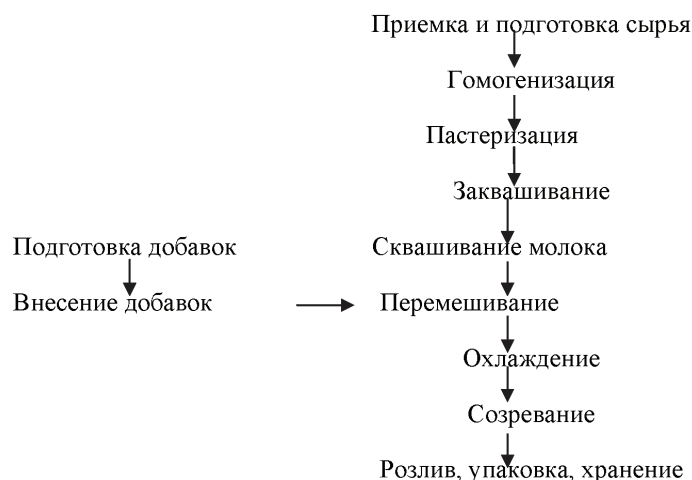 Приемка и подготовка сырья
Гомогенизация
Пастеризация
Заквашивание
Подготовка добавок
Сквашивание молока
Внесение добавок
Перемешивание
Охлаждение
Созревание
Розлив, упаковка, хранение